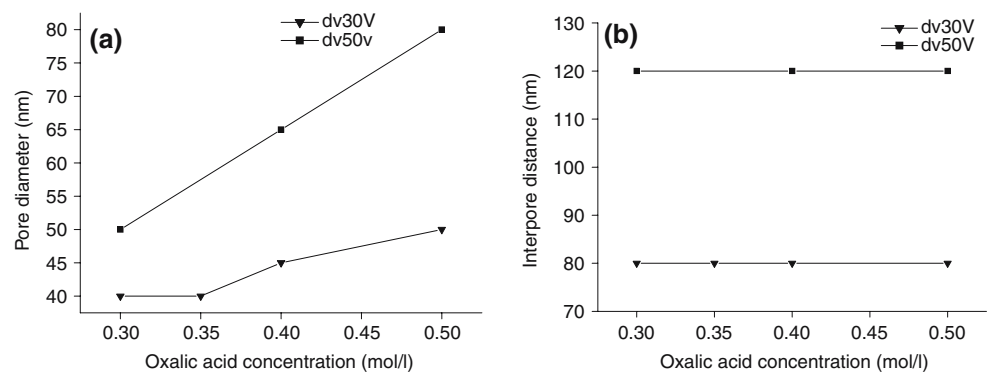 (a)
dv30V
dv50v
80
75
70
65
60
55
50
45
40
Pore diameter (nm)
0.30 0.35 0.40 0.45 0.50
Oxalic acid concentration (mol/l)
(b)
dv30V
dv50V
130
120
110
100
90
80
70
Interpore distance (nm)
0.30 0.35 0.40 0.45 0.50
Oxalic acid concentration (mol/l)